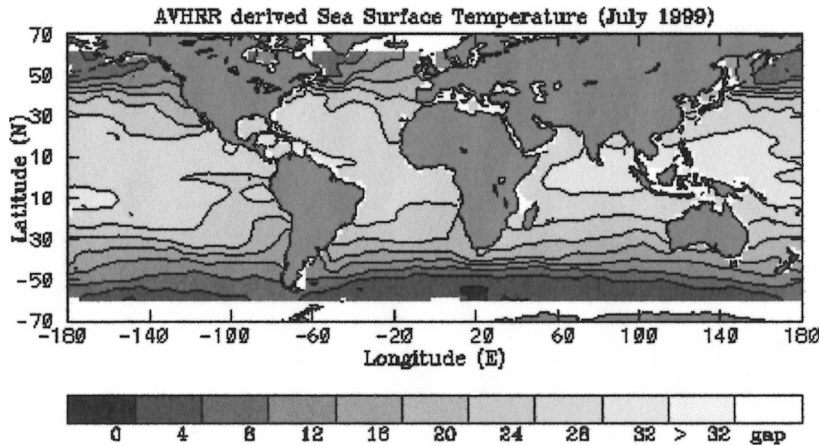 AVHRR derived Sea Surface Temperature (July 1999)
70
50
30
10
-10
-30
-50
-70
Latitude (N)
-180 -140 -100 -60 -20 20 60 100 140 180
Longitude (E)
0 4 8 12 16 20 24 28 32 > 32 gap